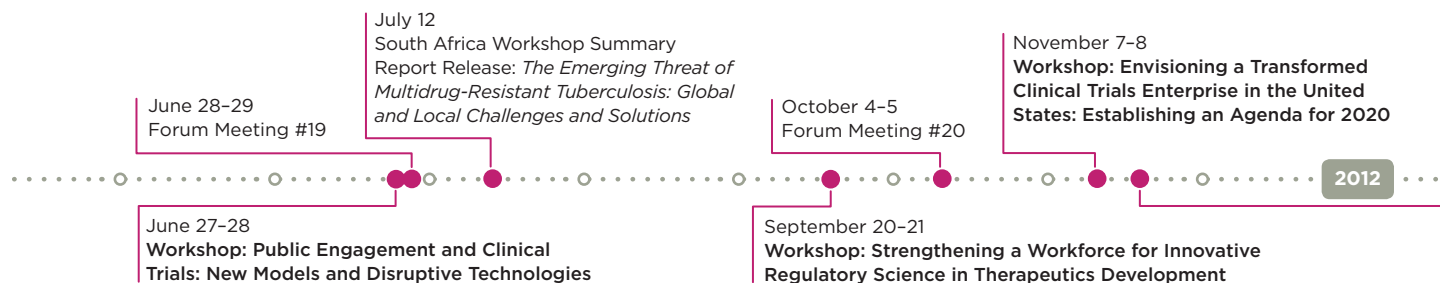 July 12
South Africa Workshop Summary
Report Release: The Emerging Threat of
Multidrug-Resistant Tuberculosis: Global
and Local Challenges and Solutions
November 7–8
Workshop: Envisioning a Transformed
Clinical Trials Enterprise in the United
States: Establishing an Agenda for 2020
June 28–29
Forum Meeting #19
October 4–5
Forum Meeting #20
2012
June 27–28
Workshop: Public Engagement and Clinical
Trials: New Models and Disruptive Technologies
September 20–21
Workshop: Strengthening a Workforce for Innovative
Regulatory Science in Therapeutics Development